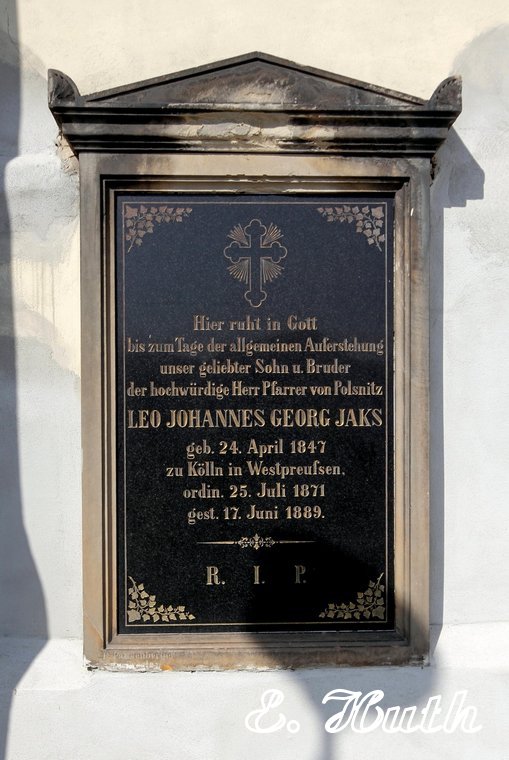 Hier ruht in Gott
bis zum Tage der allgemeinen Auferstehung
unser geliebter Sohn u. Bruder
der hochwürdige Herr Pfarrer von Polsnitz
LEO JOHANNES GEORG JAKS
geb. 24. April 1847
zu Kölln in Westpreufsen,
ordin. 25. Juli 1871
gest. 17. Juni 1889.
R. I. P.
E. Huth